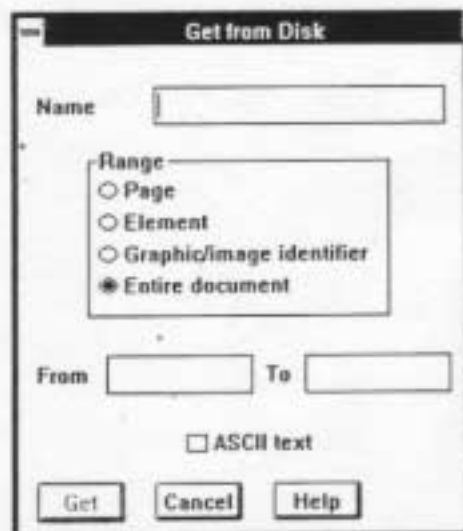 Get from Disk
Name
Range
Page
Element
Graphic/image identifier
Entire document
From To
ASCII text
Get Cancel Help